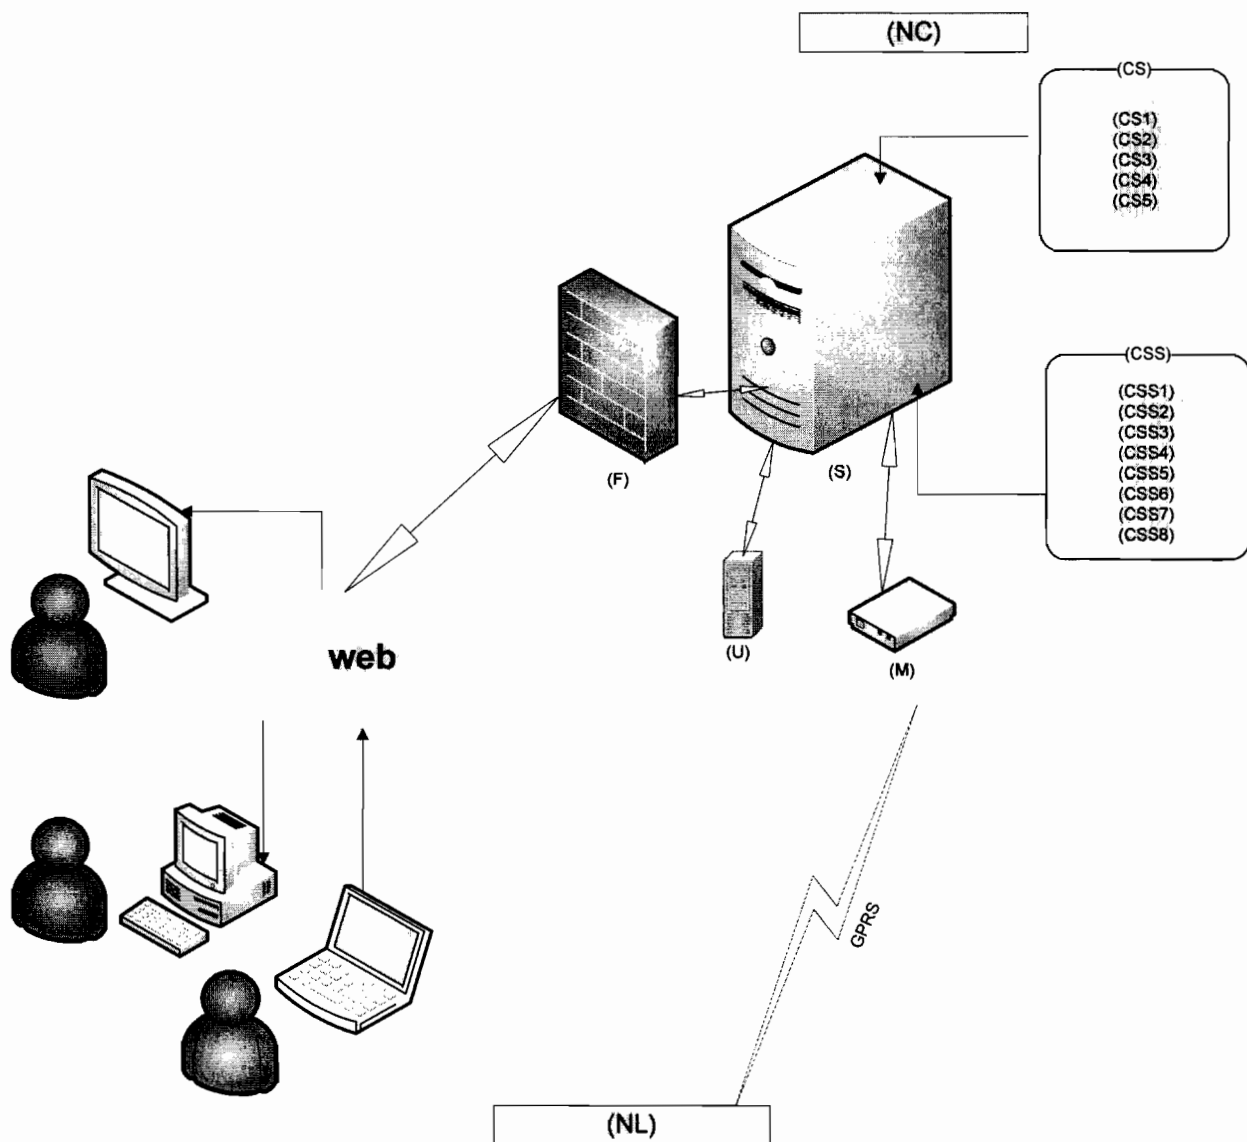 (NC)
(CS)
(CS1)
(CS2)
(CS3)
(CS4)
(CS5)
(CSS)
(CSS1)
(CSS2)
(CSS3)
(CSS4)
(CSS5)
(CSS6)
(CSS7)
(CSS8)
(F)
(S)
(U)
(M)
web
GPRS
(NL)